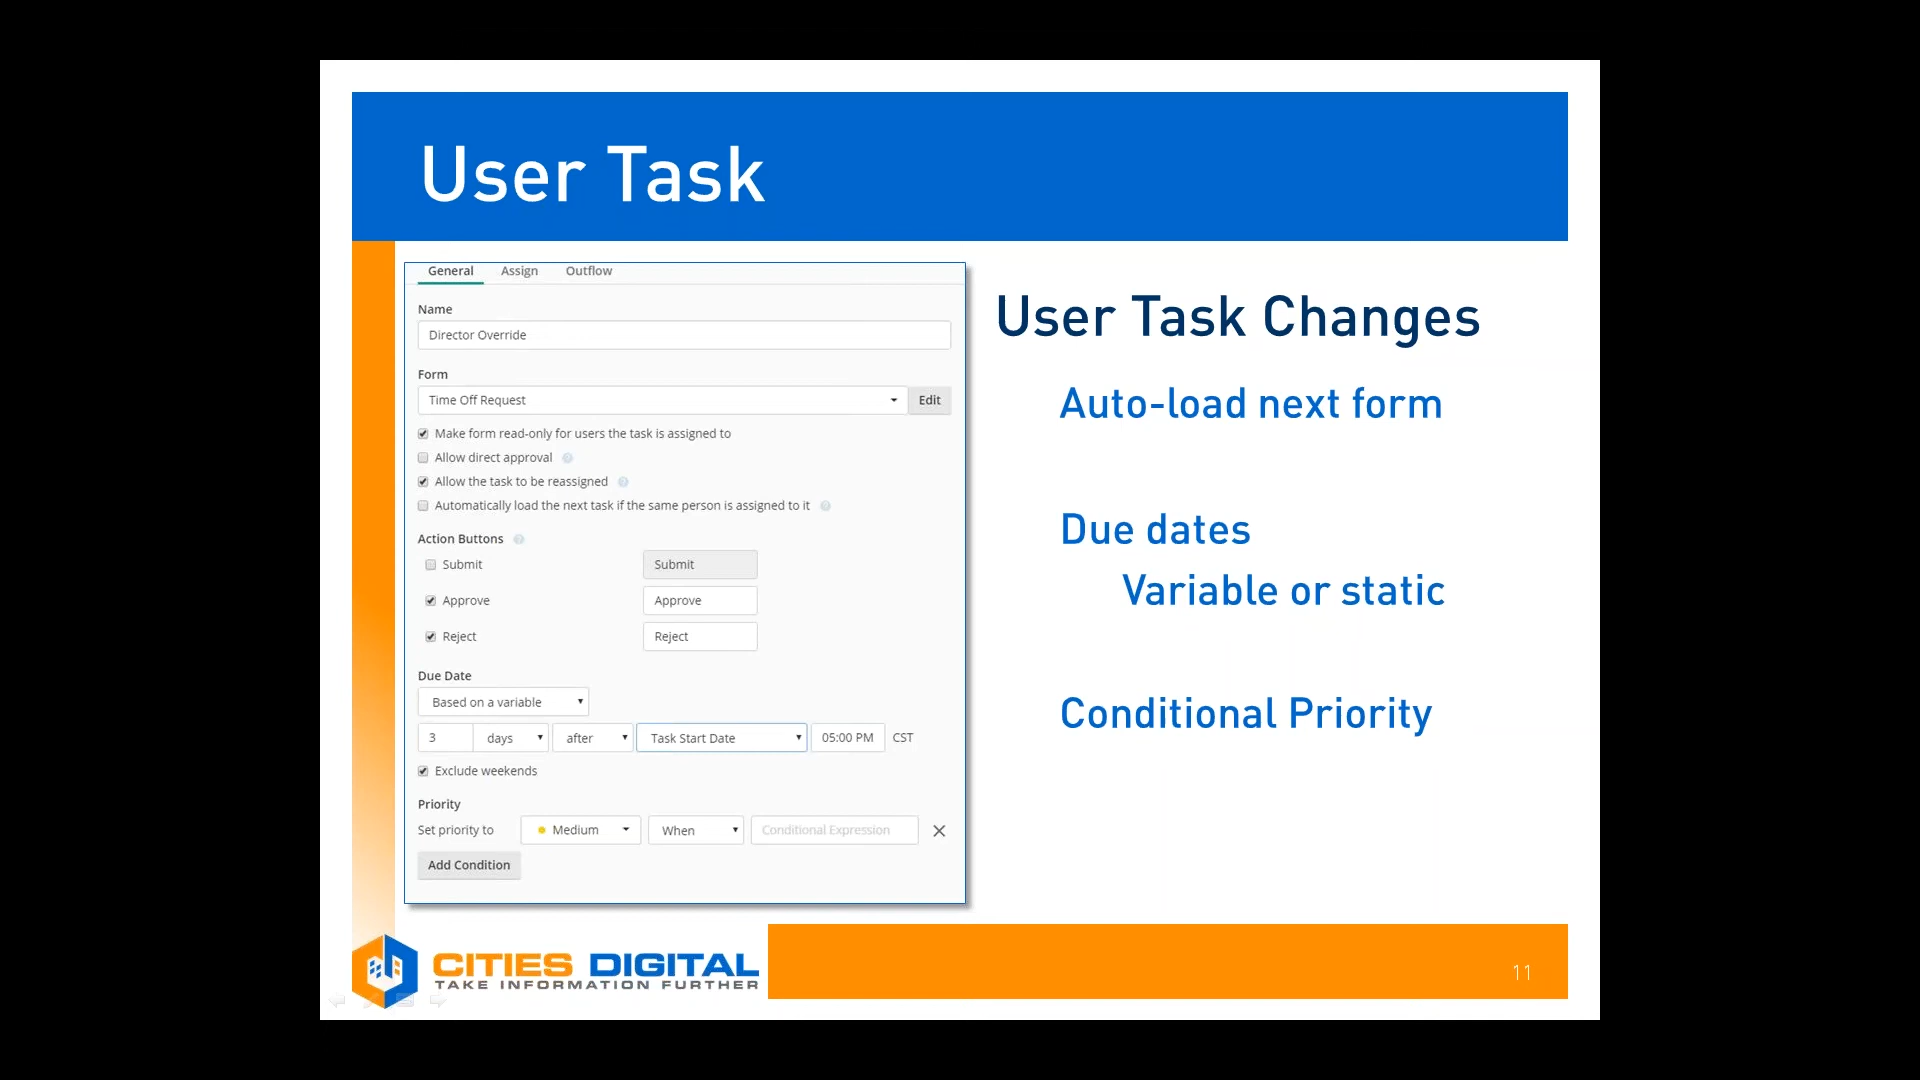 User Task
General Assign Outflow
Name
Director Override
Form
Time Off Request Edit
Make form read-only for users the task is assigned to
Allow direct approval ?
Allow the task to be reassigned ?
Automatically load the next task if the same person is assigned to it ?
Action Buttons ?
Submit Submit
Approve Approve
Reject Reject
Due Date
Based on a variable
3 days after Task Start Date 05:00 PM CST
Exclude weekends
Priority
Set priority to Medium When Conditional Expression
Add Condition
User Task Changes
Auto-load next form
Due dates
Variable or static
Conditional Priority
CITIES DIGITAL
TAKE INFORMATION FURTHER
11